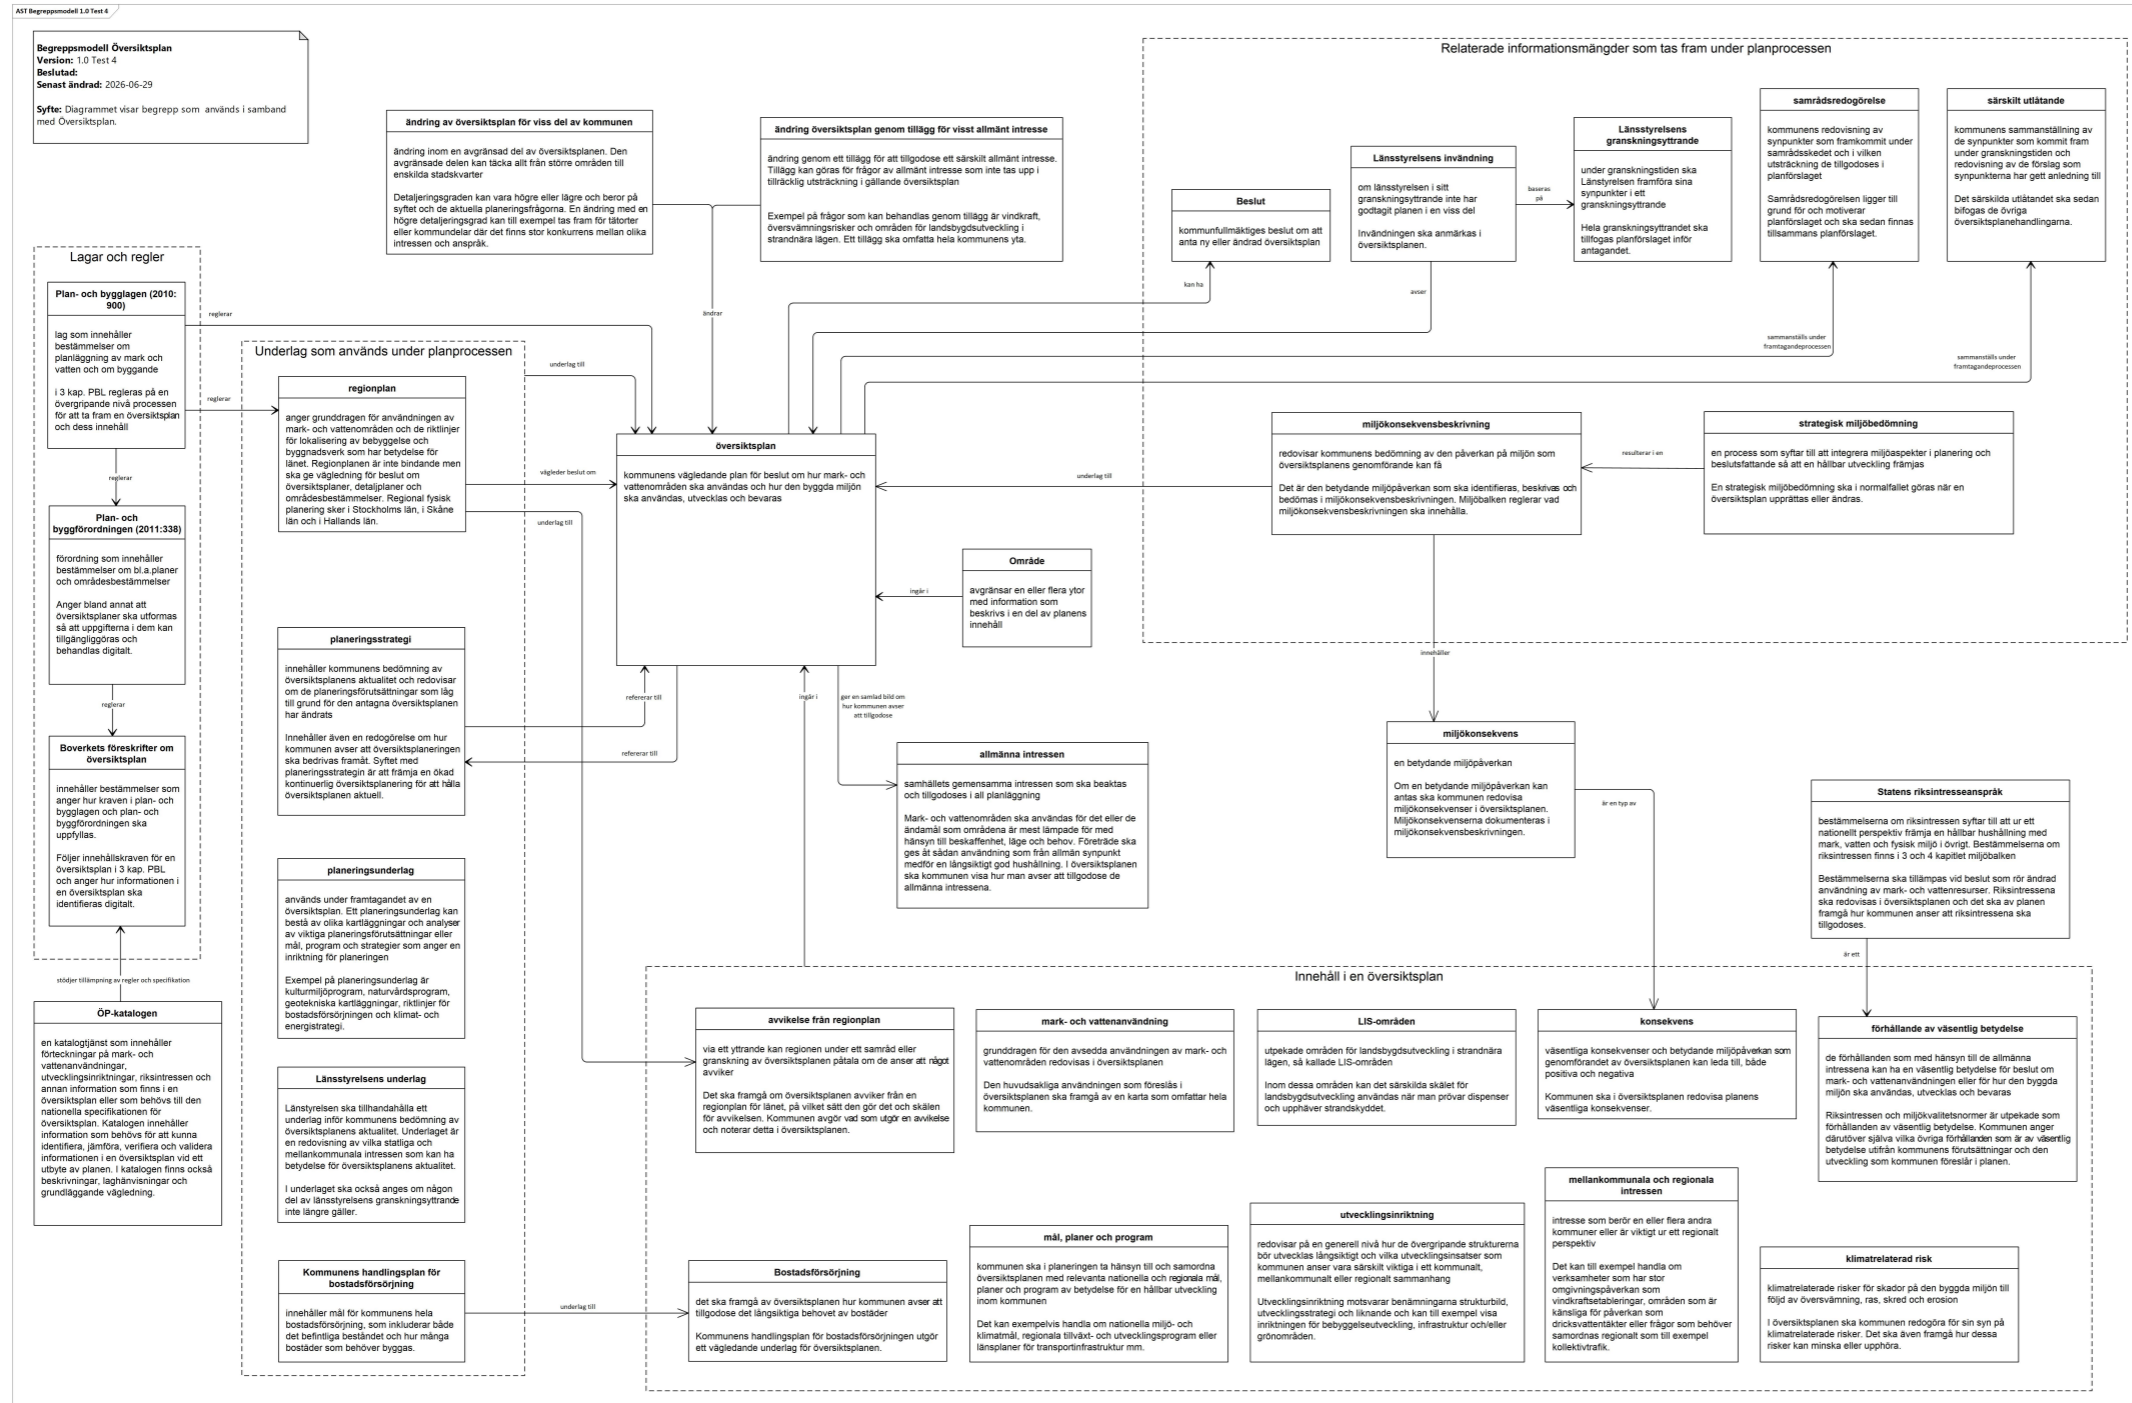 AST Begreppsmodell 1.0 Test 4
Begreppsmodell Översiktsplan
Version: 1.0 Test 4
Beslutad:
Senast ändrad: 2026-06-29
Syfte: Diagrammet visar begrepp som används i samband
med Översiktsplan.
ändring av översiktsplan för viss del av kommunen
ändring inom en avgränsad del av översiktsplanen. Den
avgränsade delen kan täcka allt från större områden till
enskilda stadskvarter
Detaljeringsgraden kan vara högre eller lägre och beror på
syftet och de aktuella planeringsfrågorna. En ändring med en
högre detaljeringsgrad kan till exempel tas fram för tätorter
eller kommundelar där det finns stor konkurrens mellan olika
intressen och anspråk.
ändring översiktsplan genom tillägg för visst allmänt intresse
ändring genom ett tillägg för att tillgodose ett särskilt allmänt intresse.
Tillägg kan göras för frågor av allmänt intresse som inte tas upp i
tillräcklig utsträckning i gällande översiktsplan
Exempel på frågor som kan behandlas genom tillägg är vindkraft,
översvämningsrisker och områden för landsbygdsutveckling i
strandnära lägen. Ett tillägg ska omfatta hela kommunens yta.
ändrar
Relaterade informationsmängder som tas fram under planprocessen
Beslut
kommunfullmäktiges beslut om att
anta ny eller ändrad översiktsplan
kan ha
Länsstyrelsens invändning
om länsstyrelsen i sitt
granskningsyttrande inte har
godtagit planen i en viss del
Invändningen ska anmärkas i
översiktsplanen.
baseras
på
avser
Länsstyrelsens
granskningsyttrande
under granskningstiden ska
Länstyrelsen framföra sina
synpunkter i ett
granskningsyttrande
Hela granskningsyttrandet ska
tillfogas planförslaget inför
antagandet.
samrådsredogörelse
kommunens redovisning av
synpunkter som framkommit under
samrådsskedet och i vilken
utsträckning de tillgodoses i
planförslaget
Samrådsredogörelsen ligger till
grund för och motiverar
planförslaget och ska sedan finnas
tillsammans planförslaget.
sammanställs under
framtagandeprocessen
särskilt utlåtande
kommunens sammanställning av
de synpunkter som kommit fram
under granskningstiden och
redovisning av de förslag som
synpunkterna har gett anledning till
Det särskilda utlåtandet ska sedan
bifogas de övriga
översiktsplanehandlingarna.
sammanställs under
framtagandeprocessen
miljökonsekvensbeskrivning
redovisar kommunens bedömning av den påverkan på miljön som
översiktsplanens genomförande kan få
Det är den betydande miljöpåverkan som ska identifieras, beskrivas och
bedömas i miljökonsekvensbeskrivningen. Miljöbalken reglerar vad
miljökonsekvensbeskrivningen ska innehålla.
underlag till
resulterar i en
strategisk miljöbedömning
en process som syftar till att integrera miljöaspekter i planering och
beslutsfattande så att en hållbar utveckling främjas
En strategisk miljöbedömning ska i normalfallet göras när en
översiktsplan upprättas eller ändras.
innehåller
Lagar och regler
Plan- och bygglagen (2010:
900)
lag som innehåller
bestämmelser om
planläggning av mark och
vatten och om byggande
i 3 kap. PBL regleras på en
övergripande nivå processen
för att ta fram en översiktsplan
och dess innehåll
reglerar
reglerar
reglerar
Plan- och
byggförordningen (2011:338)
förordning som innehåller
bestämmelser om bl.a.planer
och områdesbestämmelser
Anger bland annat att
översiktsplaner ska utformas
så att uppgifterna i dem kan
tillgängliggöras och
behandlas digitalt.
reglerar
Boverkets föreskrifter om
översiktsplan
innehåller bestämmelser som
anger hur kraven i plan- och
bygglagen och plan- och
byggförordningen ska
uppfyllas.
Följer innehållskraven för en
översiktsplan i 3 kap. PBL
och anger hur informationen i
en översiktsplan ska
identifieras digitalt.
stödjer tillämpning av regler och specifikation
ÖP-katalogen
en katalogtjänst som innehåller
förteckningar på mark- och
vattenanvändning,
utvecklingsinriktningar, riksintressen och
annan information som finns i en
översiktsplan eller som behövs till den
nationella specifikationen för
översiktsplan. Katalogen innehåller
information som behövs för att kunna
identifiera, jämföra, verifiera och validera
informationen i en översiktsplan vid ett
utbyte av planen. I katalogen finns också
beskrivningar, laghänvisningar och
grundläggande vägledning.
Underlag som används under planprocessen
underlag till
regionplan
anger grunddragen för användningen av
mark- och vattenområden och de riktlinjer
för lokalisering av bebyggelse och
byggnadsverk som har betydelse för
länet. Regionplanen är inte bindande men
ska ge vägledning för beslut om
översiktsplaner, detaljplaner och
områdesbestämmelser. Regional fysisk
planering sker i Stockholms län, i Skåne
län och i Hallands län.
vägleder beslut om
underlag till
planeringsstrategi
innehåller kommunens bedömning av
översiktsplanens aktualitet och redovisar
om de planeringsförutsättningar som låg
till grund för den antagna översiktsplanen
har ändrats
Innehåller även en redogörelse om hur
kommunen avser att översiktsplaneringen
ska bedrivas framåt. Syftet med
planeringsstrategin är att främja en ökad
kontinuerlig översiktsplanering för att hålla
översiktsplanen aktuell.
refererar till
refererar till
planeringsunderlag
används under framtagandet av en
översiktsplan. Ett planeringsunderlag kan
bestå av olika kartläggningar och analyser
av viktiga planeringsförutsättningar eller
mål, program och strategier som anger en
inriktning för planeringen
Exempel på planeringsunderlag är
kulturmiljöprogram, naturvårdsprogram,
geotekniska kartläggningar, riktlinjer för
bostadsförsörjningen och klimat- och
energistrategi.
Länsstyrelsens underlag
Länstyrelsen ska tillhandahålla ett
underlag inför kommunens bedömning av
översiktsplanens aktualitet. Underlaget är
en redovisning av vilka statliga och
mellankommunala intressen som kan ha
betydelse för översiktsplanens aktualitet.
I underlaget ska också anges om någon
del av länsstyrelsens granskningsyttrande
inte längre gäller.
Kommunens handlingsplan för
bostadsförsörjning
innehåller mål för kommunens hela
bostadsförsörjning, som inkluderar både
det befintliga beståndet och hur många
bostäder som behöver byggas.
underlag till
översiktsplan
kommunens vägledande plan för beslut om hur mark- och
vattenområden ska användas och hur den byggda miljön
ska användas, utvecklas och bevaras
Område
avgränsar en eller flera ytor
med information som
beskrivs i en del av planens
innehåll
ingår i
ingår i
ger en samlad bild om
hur kommunen avser
att tillgodose
allmänna intressen
samhällets gemensamma intressen som ska beaktas
och tillgodoses i all planläggning
Mark- och vattenområden ska användas för det eller de
ändamål som områdena är mest lämpade för med
hänsyn till beskaffenhet, läge och behov. Företräde ska
ges åt sådan användning som från allmän synpunkt
medför en långsiktigt god hushållning. I översiktsplanen
ska kommunen visa hur man avser att tillgodose de
allmänna intressena.
miljökonsekvens
en betydande miljöpåverkan
Om en betydande miljöpåverkan kan
antas ska kommunen redovisa
miljökonsekvenser i översiktsplanen.
Miljökonsekvenserna dokumenteras i
miljökonsekvensbeskrivningen.
är en typ av
Statens riksintresseanspråk
bestämmelserna om riksintressen syftar till att ur ett
nationellt perspektiv främja en hållbar hushållning med
mark, vatten och fysisk miljö i övrigt. Bestämmelserna om
riksintressen finns i 3 och 4 kapitlet miljöbalken
Bestämmelserna ska tillämpas vid beslut som rör ändrad
användning av mark- och vattenresurser. Riksintressena
ska redovisas i översiktsplanen och det ska av planen
framgå hur kommunen anser att riksintressena ska
tillgodoses.
är ett
Innehåll i en översiktsplan
avvikelse från regionplan
via ett yttrande kan regionen under ett samråd eller
granskning av översiktsplanen påtala om de anser att något
avviker
Det ska framgå om översiktsplanen avviker från en
regionplan för länet, på vilket sätt den gör det och skälen
för avvikelsen. Kommunen avgör vad som utgör en avvikelse
och noterar detta i översiktsplanen.
mark- och vattenanvändning
grunddragen för den avsedda användningen av mark- och
vattenområden redovisas i översiktsplanen
Den huvudsakliga användningen som föreslås i
översiktsplanen ska framgå av en karta som omfattar hela
kommunen.
LIS-områden
utpekade områden för landsbygdsutveckling i strandnära
lägen, så kallade LIS-områden
Inom dessa områden kan det särskilda skälet för
landsbygdsutveckling användas när man prövar dispenser
och upphäver strandskyddet.
konsekvens
väsentliga konsekvenser och betydande miljöpåverkan som
genomförandet av översiktsplanen kan leda till, både
positiva och negativa
Kommunen ska i översiktsplanen redovisa planens
väsentliga konsekvenser.
förhållande av väsentlig betydelse
de förhållanden som med hänsyn till de allmänna
intressena kan ha en väsentlig betydelse för beslut om
mark- och vattenanvändningen eller för hur den byggda
miljön ska användas, utvecklas och bevaras
Riksintressen och miljökvalitetsnormer är utpekade som
förhållanden av väsentlig betydelse. Kommunen anger
därutöver själva vilka övriga förhållanden som är av väsentlig
betydelse utifrån kommunens förutsättningar och den
utveckling som kommunen föreslår i planen.
Bostadsförsörjning
det ska framgå av översiktsplanen hur kommunen avser att
tillgodose det långsiktiga behovet av bostäder
Kommunens handlingsplan för bostadsförsörjningen utgör
ett vägledande underlag för översiktsplanen.
mål, planer och program
kommunen ska i planeringen ta hänsyn till och samordna
översiktsplanen med relevanta nationella och regionala mål,
planer och program av betydelse för en hållbar utveckling
inom kommunen
Det kan exempelvis handla om nationella miljö- och
klimatmål, regionala tillväxt- och utvecklingsprogram eller
länsplaner för transportinfrastruktur mm.
utvecklingsinriktning
redovisar på en generell nivå hur de övergripande strukturerna
bör utvecklas långsiktigt och vilka utvecklingsinsatser som
kommunen anser vara särskilt viktiga i ett kommunalt,
mellankommunalt eller regionalt sammanhang
Utvecklingsinriktning motsvarar benämningarna strukturbild,
utvecklingsstrategi och liknande och kan till exempel visa
inriktningen för bebyggelseutveckling, infrastruktur och/eller
grönområden.
mellankommunala och regionala
intressen
intresse som berör en eller flera andra
kommuner eller är viktigt ur ett regionalt
perspektiv
Det kan till exempel handla om
verksamheter som har stor
omgivningspåverkan som
vindkraftsetableringar, områden som är
känsliga för påverkan som
dricksvattentäkter eller frågor som behöver
samordnas regionalt som till exempel
kollektivtrafik.
klimatrelaterad risk
klimatrelaterade risker för skador på den byggda miljön till
följd av översvämning, ras, skred och erosion
I översiktsplanen ska kommunen redogöra för sin syn på
klimatrelaterade risker. Det ska även framgå hur dessa
risker kan minska eller upphöra.